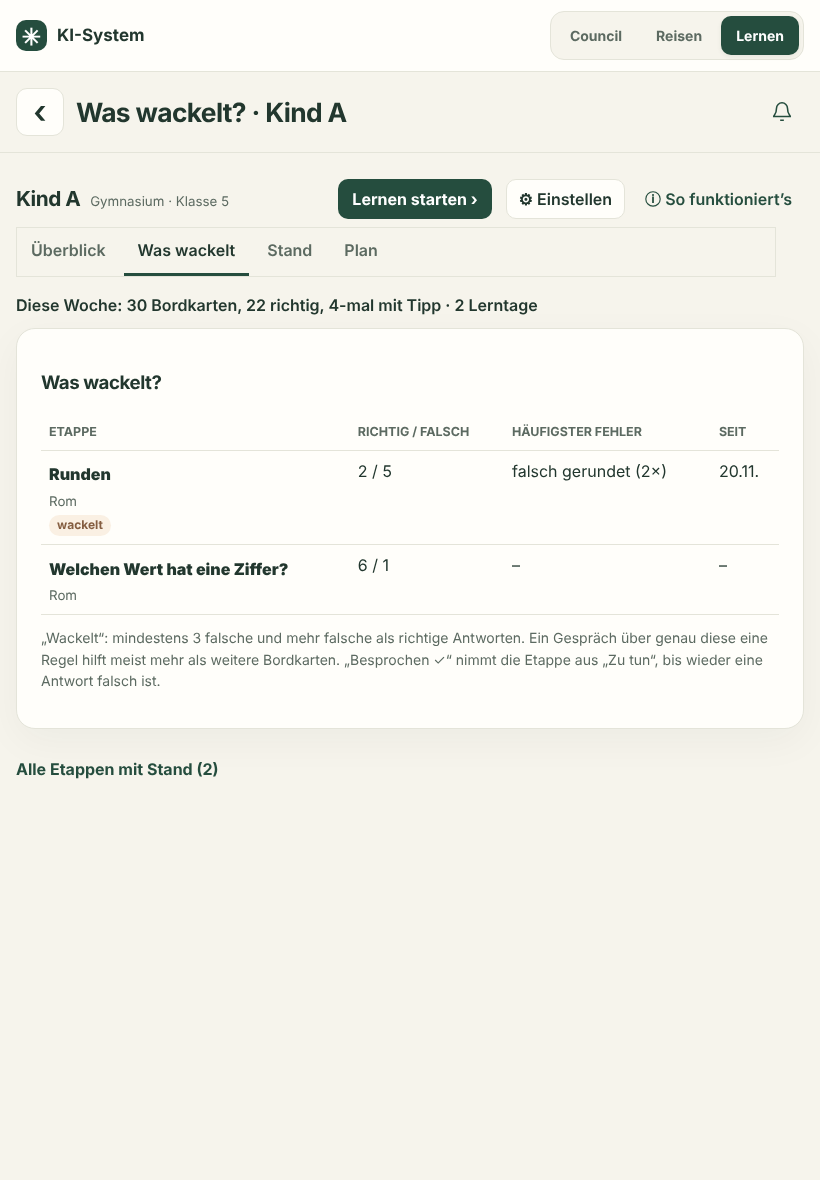 KI-System
Council Reisen Lernen
‹ Was wackelt? · Kind A
Kind A Gymnasium · Klasse 5 Lernen starten › ⚙ Einstellen ⓘ So funktioniert’s
Überblick Was wackelt Stand Plan
Diese Woche: 30 Bordkarten, 22 richtig, 4-mal mit Tipp · 2 Lerntage
Was wackelt?
ETAPPE RICHTIG / FALSCH HÄUFIGSTER FEHLER SEIT
Runden 2 / 5 falsch gerundet (2×) 20.11.
Rom
wackelt
Welchen Wert hat eine Ziffer? 6 / 1 – –
Rom
„Wackelt“: mindestens 3 falsche und mehr falsche als richtige Antworten. Ein Gespräch über genau diese eine
Regel hilft meist mehr als weitere Bordkarten. „Besprochen ✓“ nimmt die Etappe aus „Zu tun“, bis wieder eine
Antwort falsch ist.
Alle Etappen mit Stand (2)